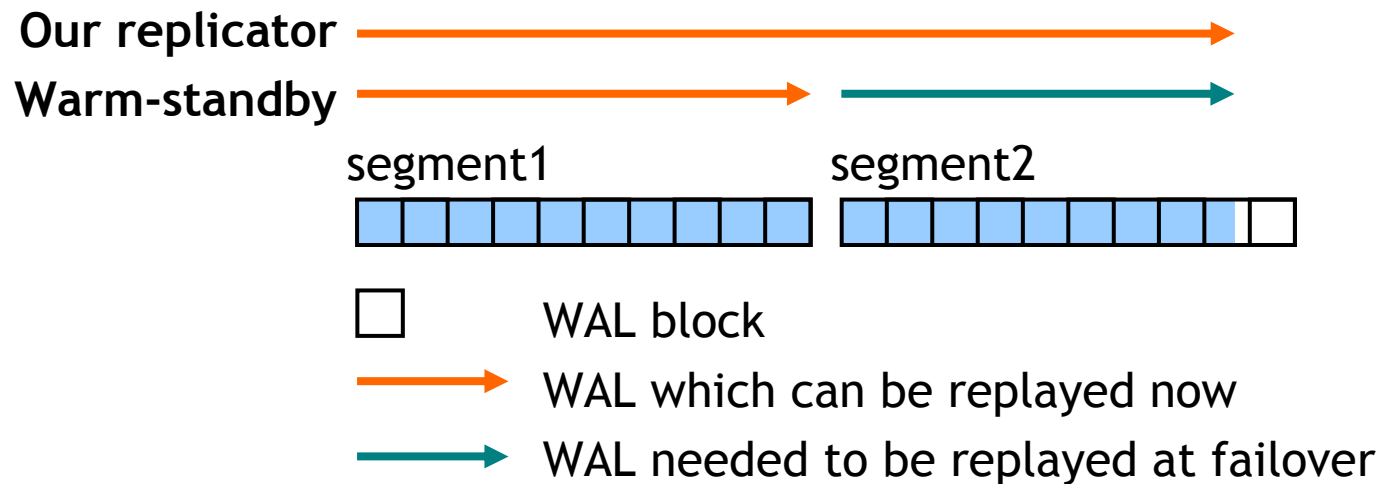 Our replicator
Warm-standby
segment1 segment2
WAL block
WAL which can be replayed now
WAL needed to be replayed at failover